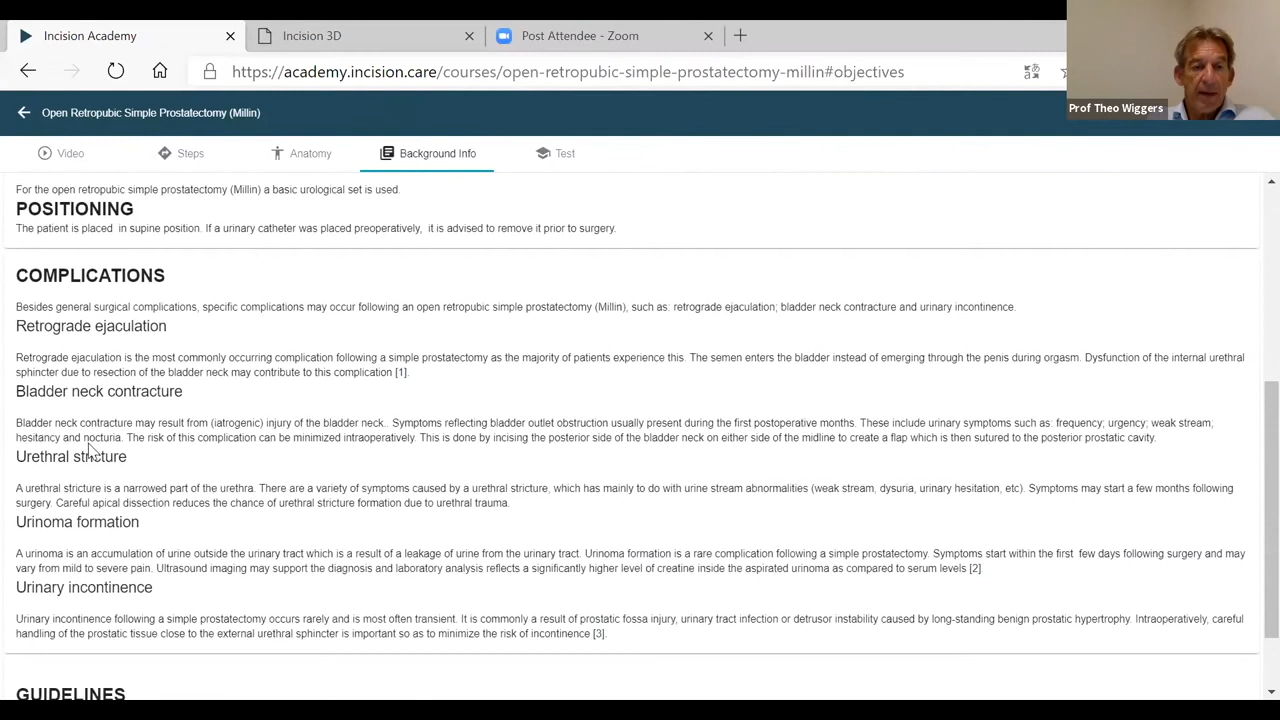 Incision Academy
Incision 3D
Post Attendee - Zoom
https://academy.incision.care/courses/open-retropubic-simple-prostatectomy-millin#objectives
Prof Theo Wiggers
Open Retropubic Simple Prostatectomy (Millin)
Video
Steps
Anatomy
Background Info
Test
For the open retropubic simple prostatectomy (Millin) a basic urological set is used.
POSITIONING
The patient is placed in supine position. If a urinary catheter was placed preoperatively, it is advised to remove it prior to surgery.
COMPLICATIONS
Besides general surgical complications, specific complications may occur following an open retropubic simple prostatectomy (Millin), such as: retrograde ejaculation; bladder neck contracture and urinary incontinence.
Retrograde ejaculation
Retrograde ejaculation is the most commonly occurring complication following a simple prostatectomy as the majority of patients experience this. The semen enters the bladder instead of emerging through the penis during orgasm. Dysfunction of the internal urethral
sphincter due to resection of the bladder neck may contribute to this complication [1].
Bladder neck contracture
Bladder neck contracture may result from (iatrogenic) injury of the bladder neck.. Symptoms reflecting bladder outlet obstruction usually present during the first postoperative months. These include urinary symptoms such as: frequency; urgency; weak stream;
hesitancy and nocturia. The risk of this complication can be minimized intraoperatively. This is done by incising the posterior side of the bladder neck on either side of the midline to create a flap which is then sutured to the posterior prostatic cavity.
Urethral stricture
A urethral stricture is a narrowed part of the urethra. There are a variety of symptoms caused by a urethral stricture, which has mainly to do with urine stream abnormalities (weak stream, dysuria, urinary hesitation, etc). Symptoms may start a few months following
surgery. Careful apical dissection reduces the chance of urethral stricture formation due to urethral trauma.
Urinoma formation
A urinoma is an accumulation of urine outside the urinary tract which is a result of a leakage of urine from the urinary tract. Urinoma formation is a rare complication following a simple prostatectomy. Symptoms start within the first few days following surgery and may
vary from mild to severe pain. Ultrasound imaging may support the diagnosis and laboratory analysis reflects a significantly higher level of creatine inside the aspirated urinoma as compared to serum levels [2]
Urinary incontinence
Urinary incontinence following a simple prostatectomy occurs rarely and is most often transient. It is commonly a result of prostatic fossa injury, urinary tract infection or detrusor instability caused by long-standing benign prostatic hypertrophy. Intraoperatively, careful
handling of the prostatic tissue close to the external urethral sphincter is important so as to minimize the risk of incontinence [3].
GUIDELINES